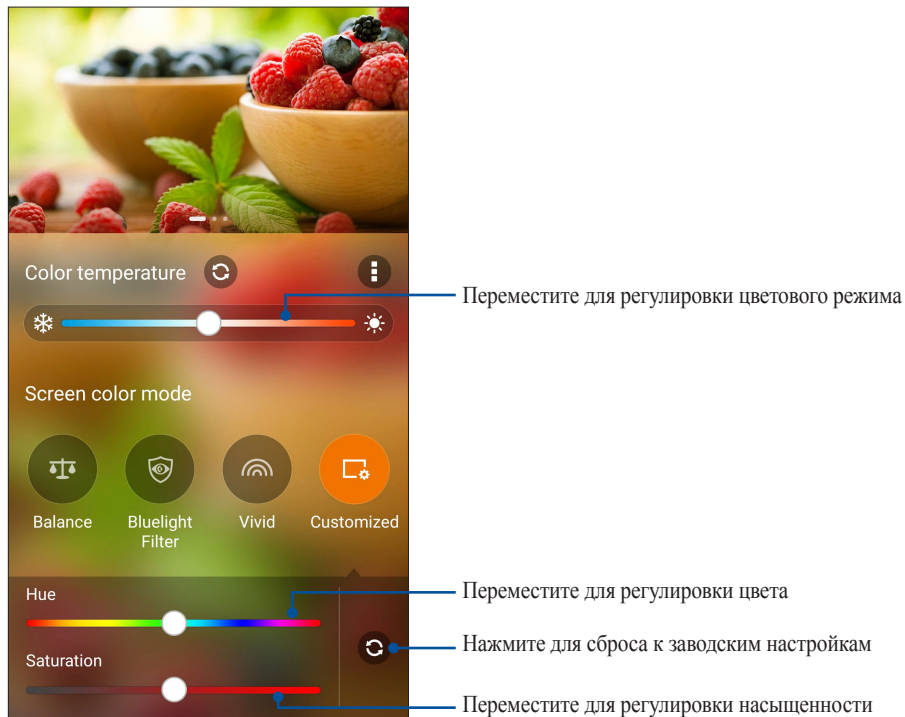 Color temperature
Переместите для регулировки цветового режима
Screen color mode
Balance
Bluelight
Filter
Vivid
Customized
Hue
Переместите для регулировки цвета
Нажмите для сброса к заводским настройкам
Saturation
Переместите для регулировки насыщенности